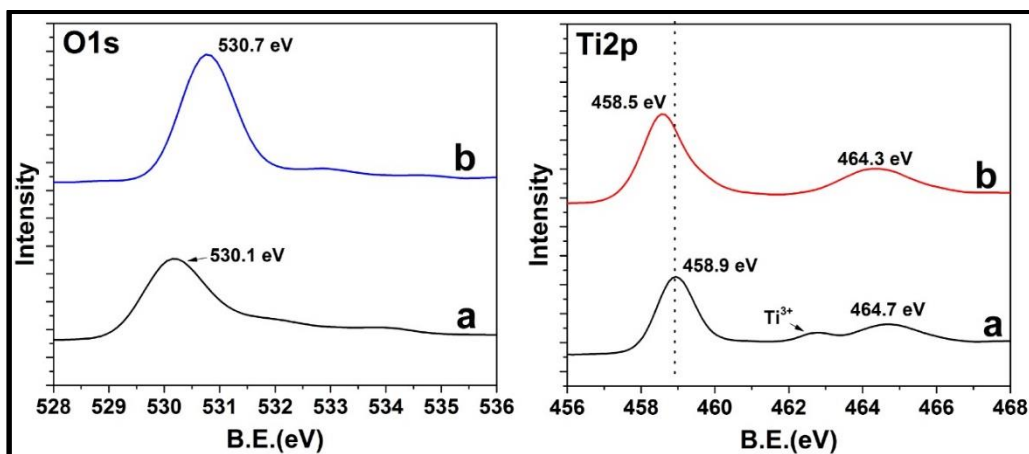 O1s
530.7 eV
b
530.1 eV
a
Intensity
528 529 530 531 532 533 534 535 536
B.E.(eV)
Ti2p
458.5 eV
464.3 eV
b
458.9 eV
Ti³⁺
464.7 eV
a
Intensity
456 458 460 462 464 466 468
B.E.(eV)